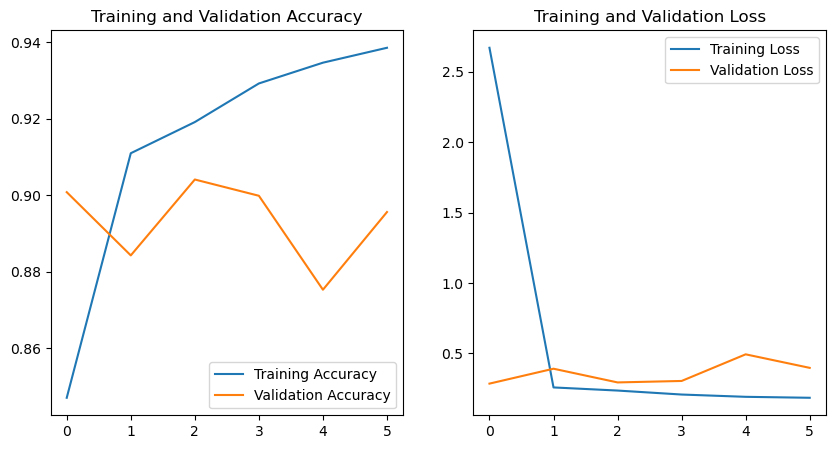 Training and Validation Accuracy
0.94
0.92
0.90
0.88
0.86
Training Accuracy
Validation Accuracy
0 1 2 3 4 5
Training and Validation Loss
Training Loss
Validation Loss
2.5
2.0
1.5
1.0
0.5
0 1 2 3 4 5